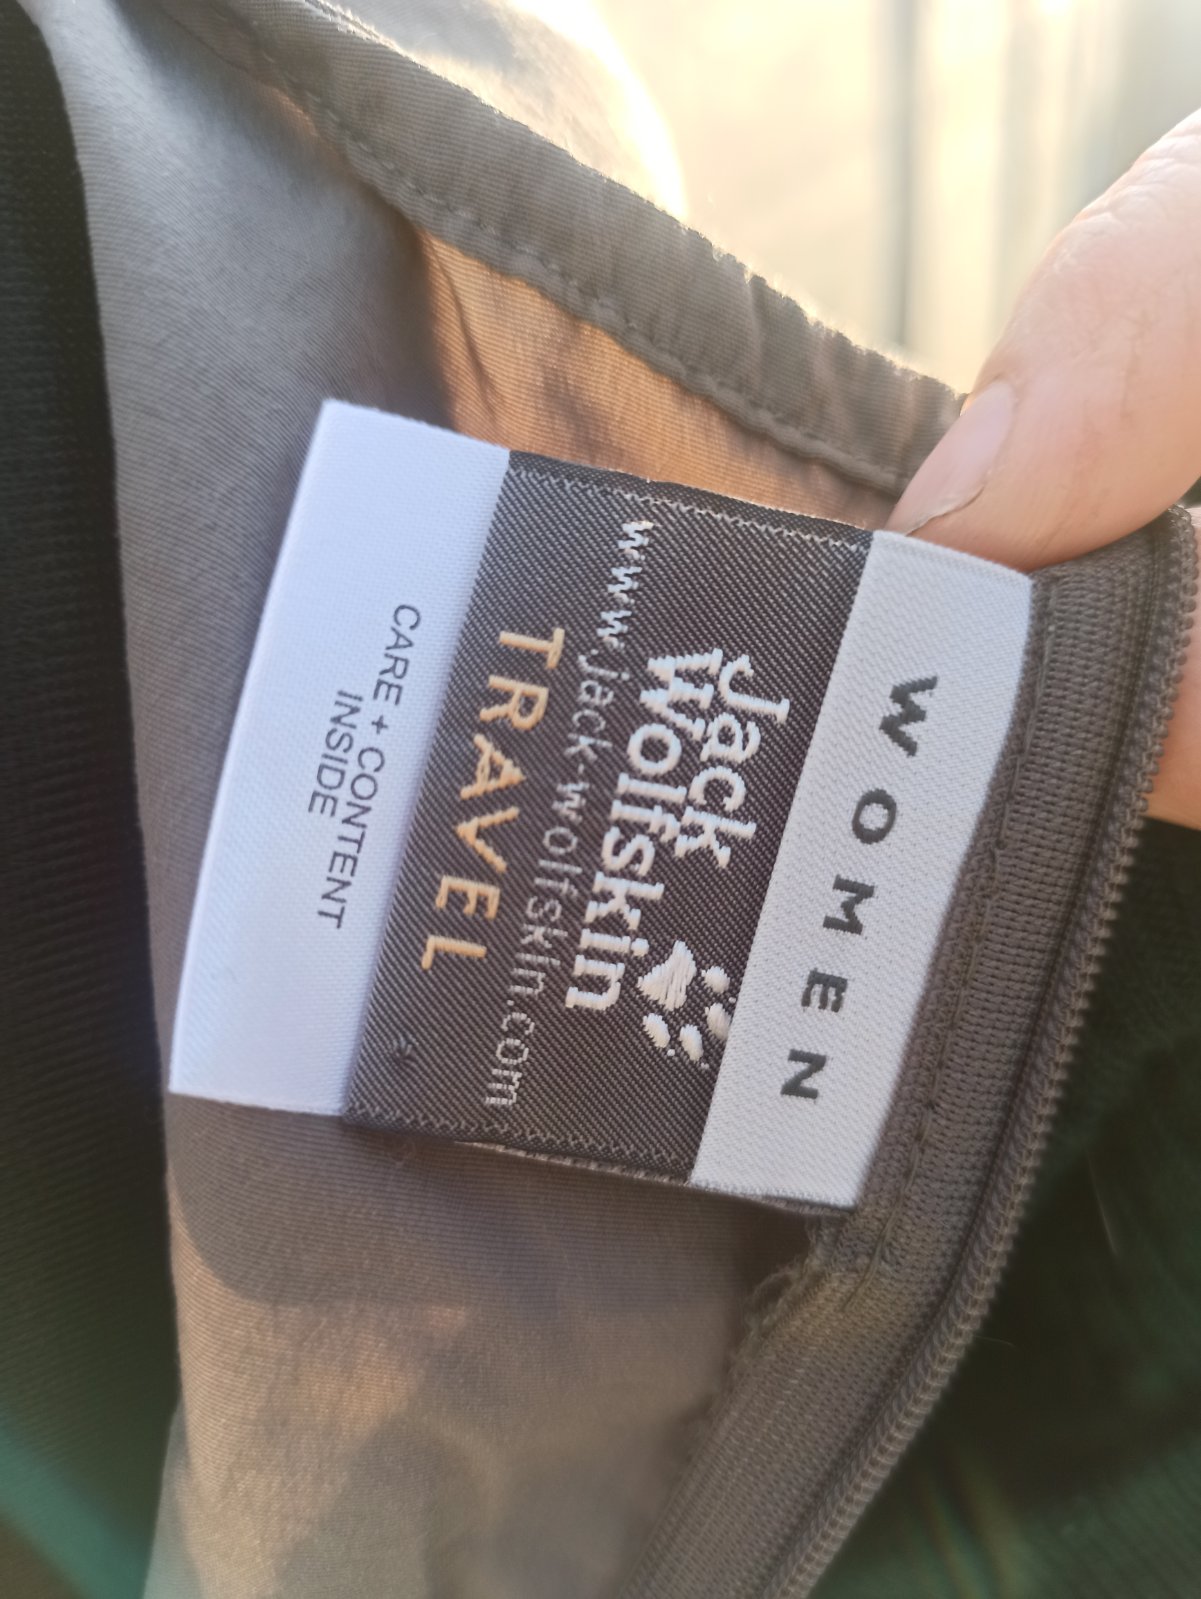 WOMEN
Jack
Wolfskin
www.jack-wolfskin.com
TRAVEL
CARE + CONTENT
INSIDE